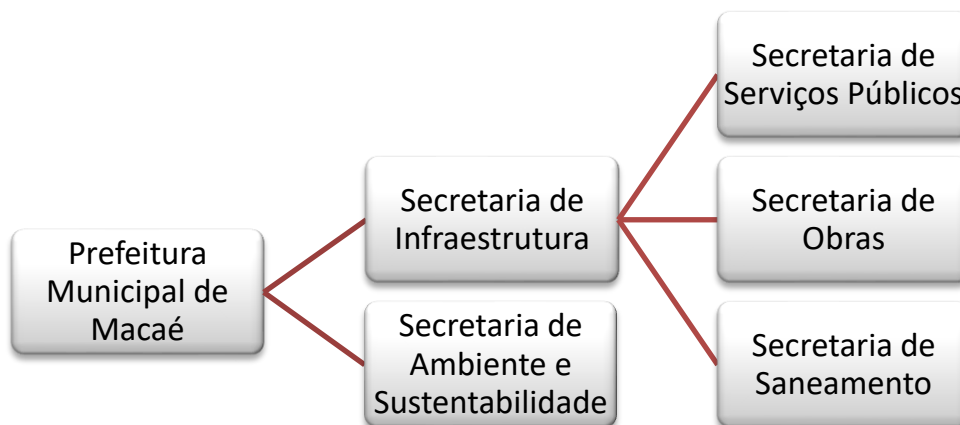 Prefeitura
Municipal de
Macaé
Secretaria de
Infraestrutura
Secretaria de
Ambiente e
Sustentabilidade
Secretaria de
Serviços Públicos
Secretaria de
Obras
Secretaria de
Saneamento